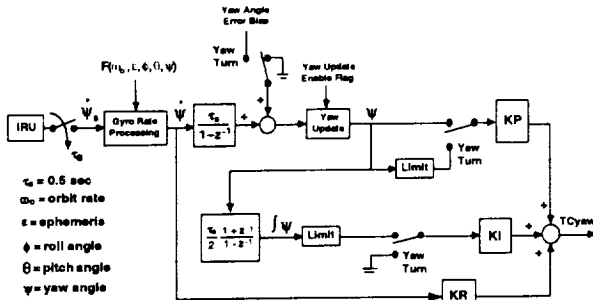 Yaw Angle
Error Bias
Yaw
Turn
F(ω₀, ε, ϕ, θ, ψ)
Yaw Update
Enable Flag
IRU
τs
ψ̇s
Gyro Rate
Processing
ψ̇
τs
1-z⁻¹
+
+
Yaw
Update
ψ
KP
Limit
Yaw
Turn
τs = 0.5 sec
ω₀ = orbit rate
ε = ephemeris
ϕ = roll angle
θ = pitch angle
ψ = yaw angle
τs 1 + z⁻¹
2 1 - z⁻¹
∫ψ
Limit
Yaw
Turn
KI
KR
+
+
+
TCyaw